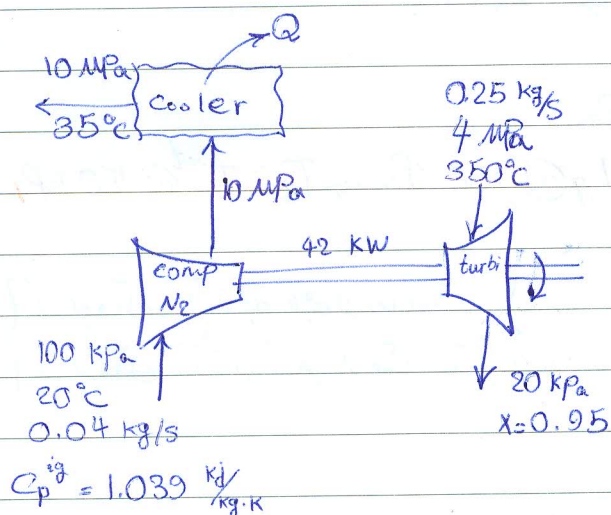 Q
10 MPa
Cooler
35°C
10 MPa
0.25 kg/s
4 MPa
350°C
42 KW
comp
N2
turbi
100 kPa
20°C
0.04 kg/s
20 kPa
x=0.95
Cp^ig = 1.039 kJ/kg.K